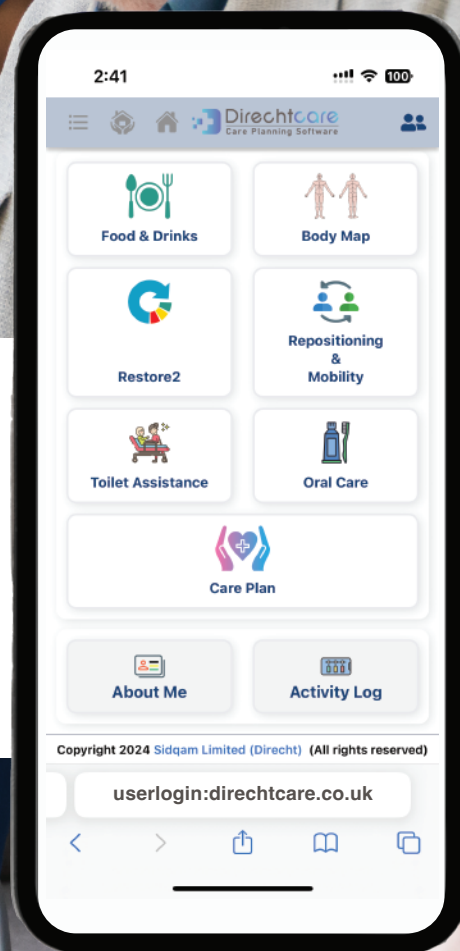 2:41
100
Direchtcare
Care Planning Software
Food & Drinks
Body Map
Restore2
Repositioning
&
Mobility
Toilet Assistance
Oral Care
Care Plan
About Me
Activity Log
Copyright 2024 Sidqam Limited (Direcht) (All rights reserved)
userlogin:direchtcare.co.uk